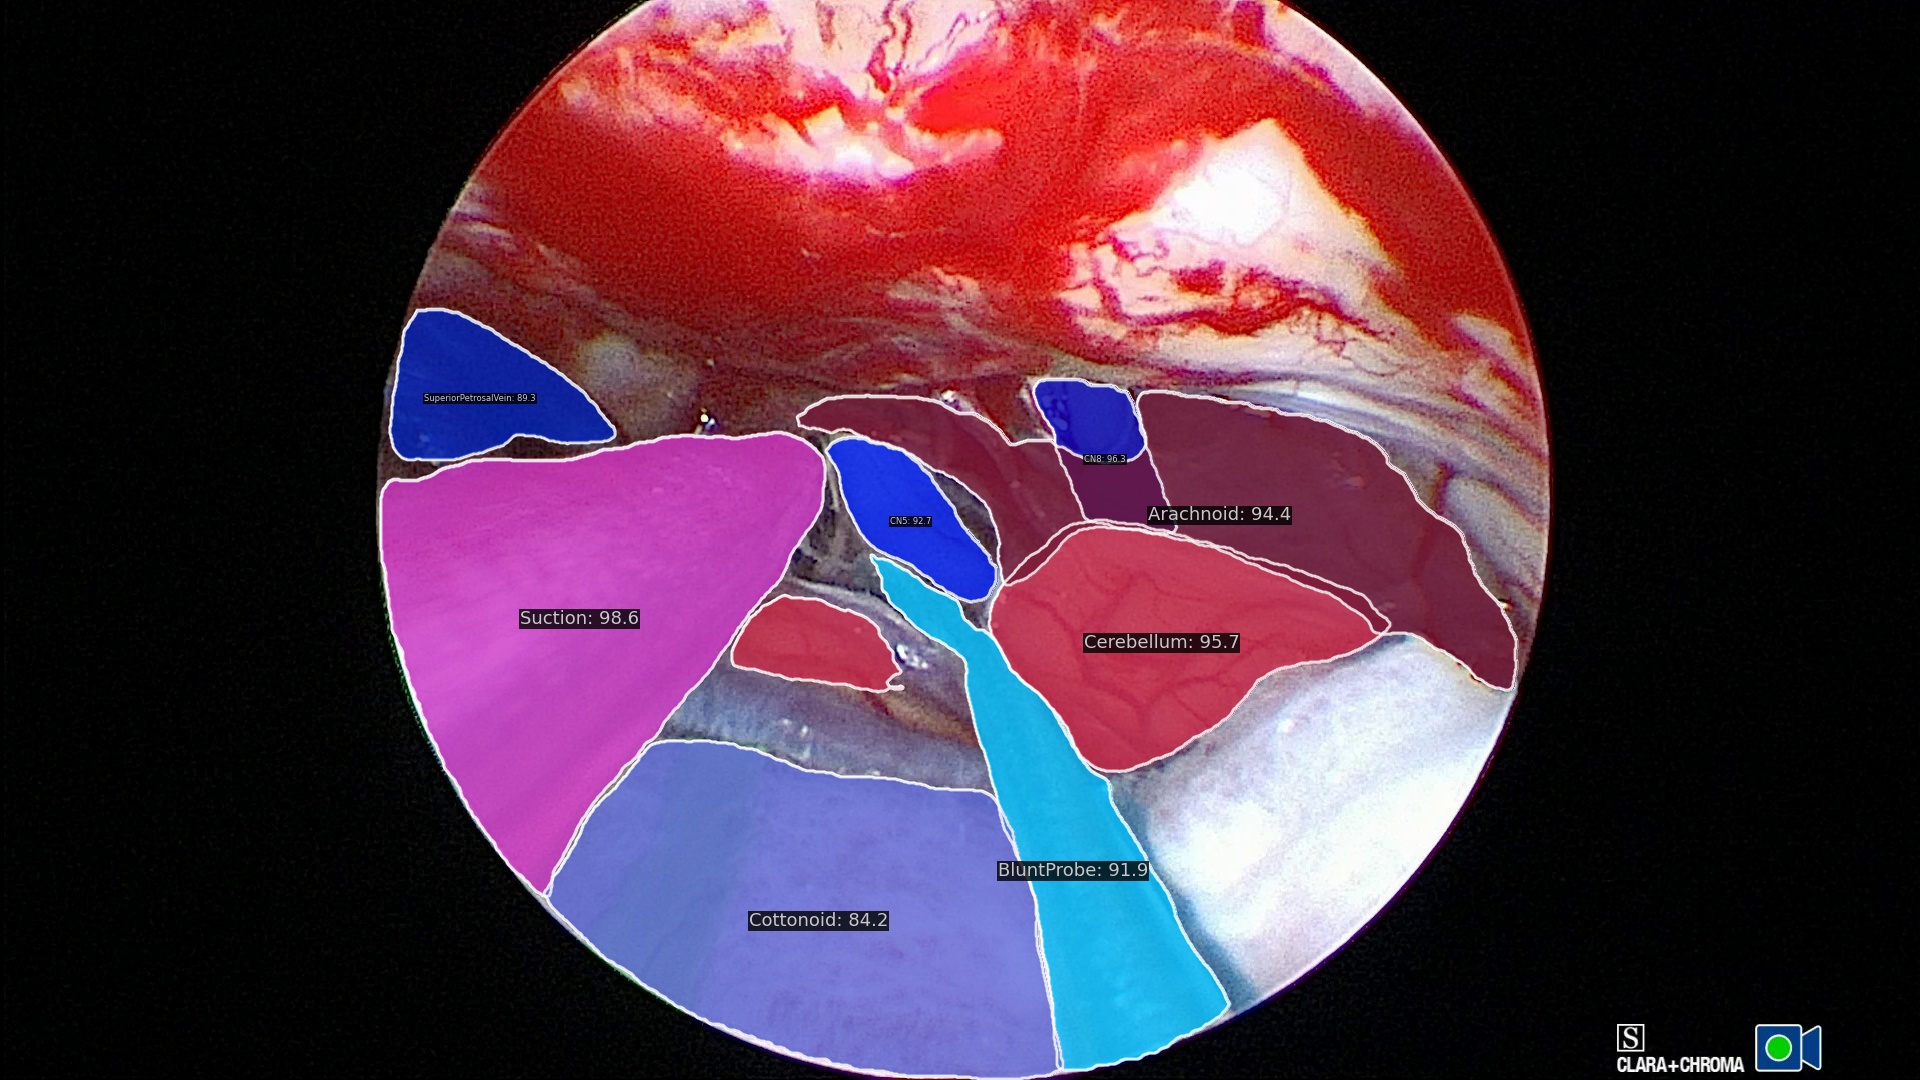 SuperiorPetrosalVein: 89.3
CN8: 96.3
Arachnoid: 94.4
CN5: 92.7
Suction: 98.6
Cerebellum: 95.7
BluntProbe: 91.9
Cottonoid: 84.2
S
CLARA+CHROMA